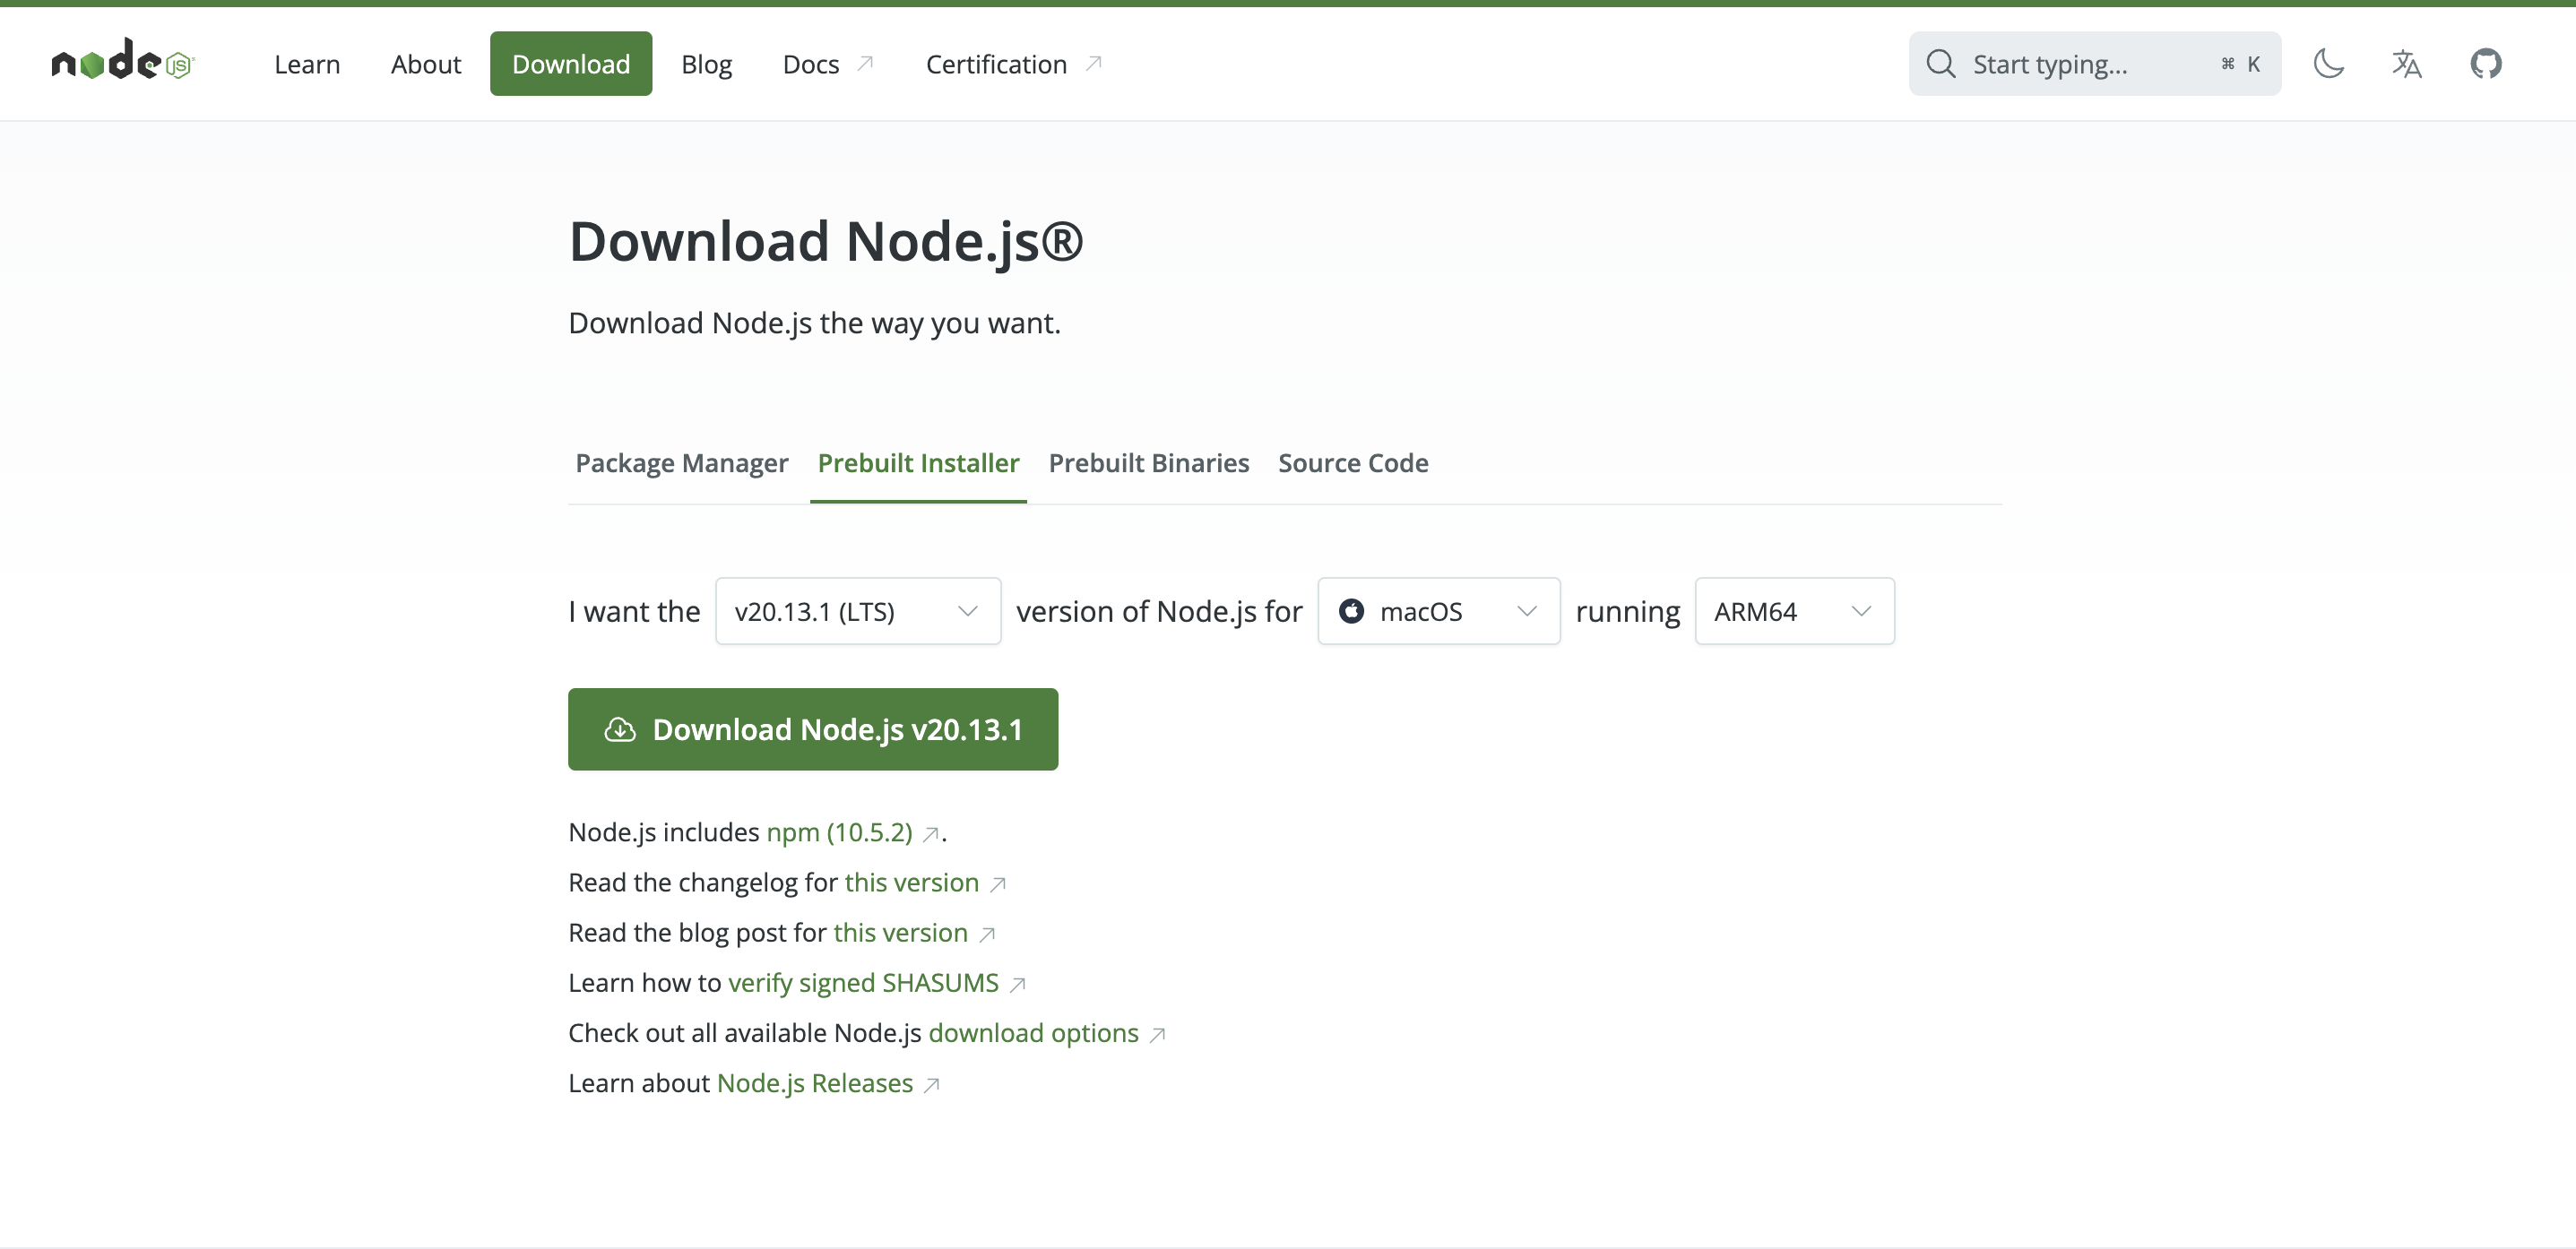 node JS Learn About Download Blog Docs Certification Start typing... ⌘ K
Download Node.js®
Download Node.js the way you want.
Package Manager Prebuilt Installer Prebuilt Binaries Source Code
I want the v20.13.1 (LTS) version of Node.js for macOS running ARM64
Download Node.js v20.13.1
Node.js includes npm (10.5.2) .
Read the changelog for this version
Read the blog post for this version
Learn how to verify signed SHASUMS
Check out all available Node.js download options
Learn about Node.js Releases